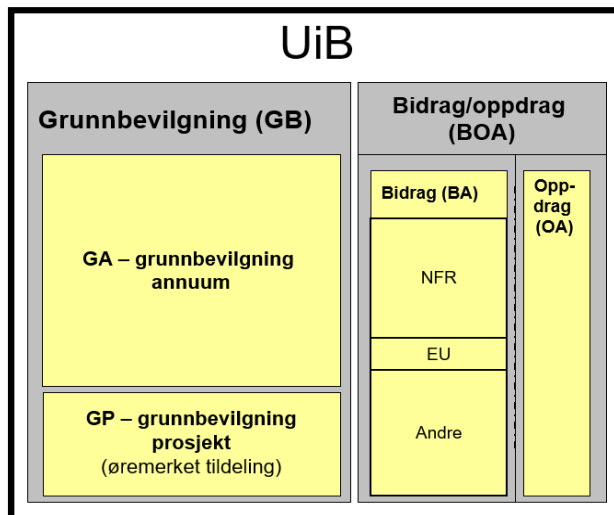 UiB
Grunnbevilgning (GB)
GA – grunnbevilgning
annuum
GP – grunnbevilgning
prosjekt
(øremerket tildeling)
Bidrag/oppdrag
(BOA)
Bidrag (BA)
NFR
EU
Andre
Opp-
drag
(OA)